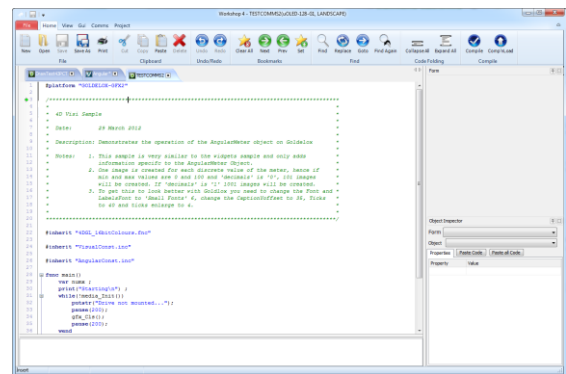 Workshop 4 - TESTCOMMS2(uOLED-128-G2, LANDSCAPE)
File Home View Gui Comms Project
New Open Save Save As Print Cut Copy Paste Delete Undo Redo Clear All Next Prev Set Find Replace Goto Find Again Collapse all Expand All Compile Comp'nLoad
File Clipboard Undo/Redo Bookmarks Find Code Folding Compile
TESTCOMMS2
Form
#platform "GOLDELOX-GFX2"
/************************************************************************
*
* 4D Visi Sample
*
* Date: 28 March 2012
*
* Description: Demonstrates the operation of the AngularMeter object on Goldelox
*
* Notes: 1. This sample is very similar to the widgets sample and only adds
* information specify to the AngularMeter Object.
* 2. One image is created for each discrete value of the meter, hence if
* min and max values are 0 and 100 and 'decimals' is '0', 101 images
* will be created. If 'decimals' is '1' 1001 images will be created.
* 3. To get this to look better with Goldlox you need to change the Font and
* LabelsFont to 'Small Fonts' 6, change the CaptionOffset to 38, Ticks
* to 40 and ticks enlarge to 4.
*
************************************************************************/
#inherit "4DGL_16bitColours.fnc"
#inherit "VisualConst.inc"
#inherit "AngularConst.inc"
func main()
var numx ;
print("Starting\n") ;
while(!media_Init())
putstr("Drive not mounted...");
pause(200);
gfx_Cls();
pause(200);
wend
Object Inspector
Form
Object
Properties Paste Code Paste all Code
Property Value
Insert